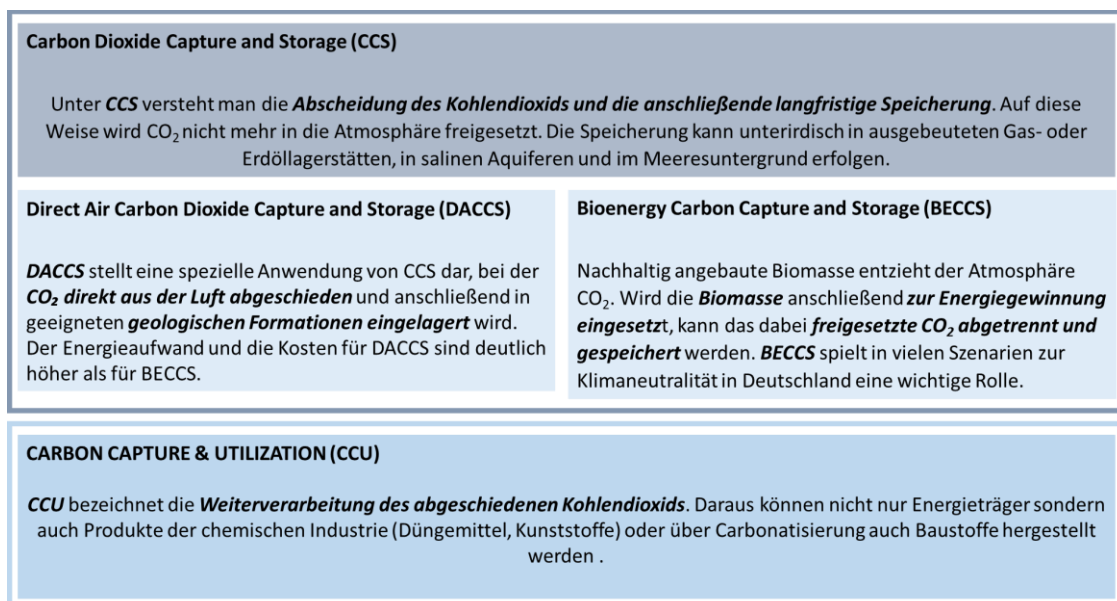 Carbon Dioxide Capture and Storage (CCS)
Unter CCS versteht man die Abscheidung des Kohlendioxids und die anschließende langfristige Speicherung. Auf diese
Weise wird CO₂ nicht mehr in die Atmosphäre freigesetzt. Die Speicherung kann unterirdisch in ausgebeuteten Gas- oder
Erdöllagerstätten, in salinen Aquiferen und im Meeresuntergrund erfolgen.
Direct Air Carbon Dioxide Capture and Storage (DACCS)
DACCS stellt eine spezielle Anwendung von CCS dar, bei der
CO₂ direkt aus der Luft abgeschieden und anschließend in
geeigneten geologischen Formationen eingelagert wird.
Der Energieaufwand und die Kosten für DACCS sind deutlich
höher als für BECCS.
Bioenergy Carbon Capture and Storage (BECCS)
Nachhaltig angebaute Biomasse entzieht der Atmosphäre
CO₂. Wird die Biomasse anschließend zur Energiegewinnung
eingesetzt, kann das dabei freigesetzte CO₂ abgetrennt und
gespeichert werden. BECCS spielt in vielen Szenarien zur
Klimaneutralität in Deutschland eine wichtige Rolle.
CARBON CAPTURE & UTILIZATION (CCU)
CCU bezeichnet die Weiterverarbeitung des abgeschiedenen Kohlendioxids. Daraus können nicht nur Energieträger sondern
auch Produkte der chemischen Industrie (Düngemittel, Kunststoffe) oder über Carbonatisierung auch Baustoffe hergestellt
werden .